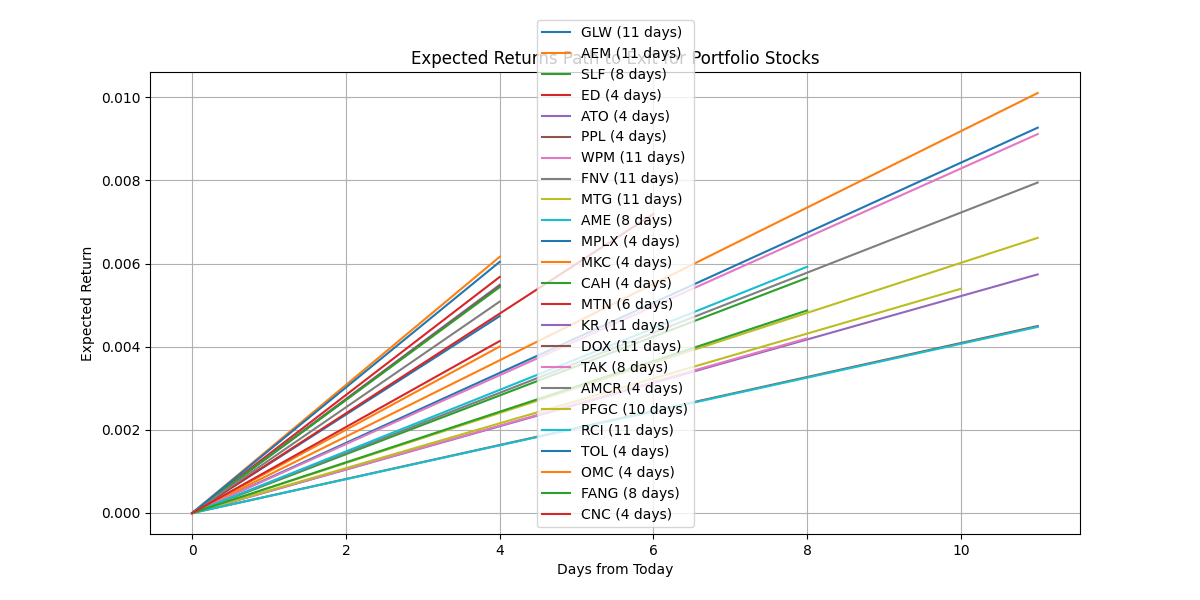 Expected Returns Path to Exit for Portfolio Stocks
GLW (11 days)
AEM (11 days)
SLF (8 days)
ED (4 days)
ATO (4 days)
PPL (4 days)
WPM (11 days)
FNV (11 days)
MTG (11 days)
AME (8 days)
MPLX (4 days)
MKC (4 days)
CAH (4 days)
MTN (6 days)
KR (11 days)
DOX (11 days)
TAK (8 days)
AMCR (4 days)
PFGC (10 days)
RCI (11 days)
TOL (4 days)
OMC (4 days)
FANG (8 days)
CNC (4 days)
Expected Return
0.010
0.008
0.006
0.004
0.002
0.000
0 2 4 6 8 10
Days from Today